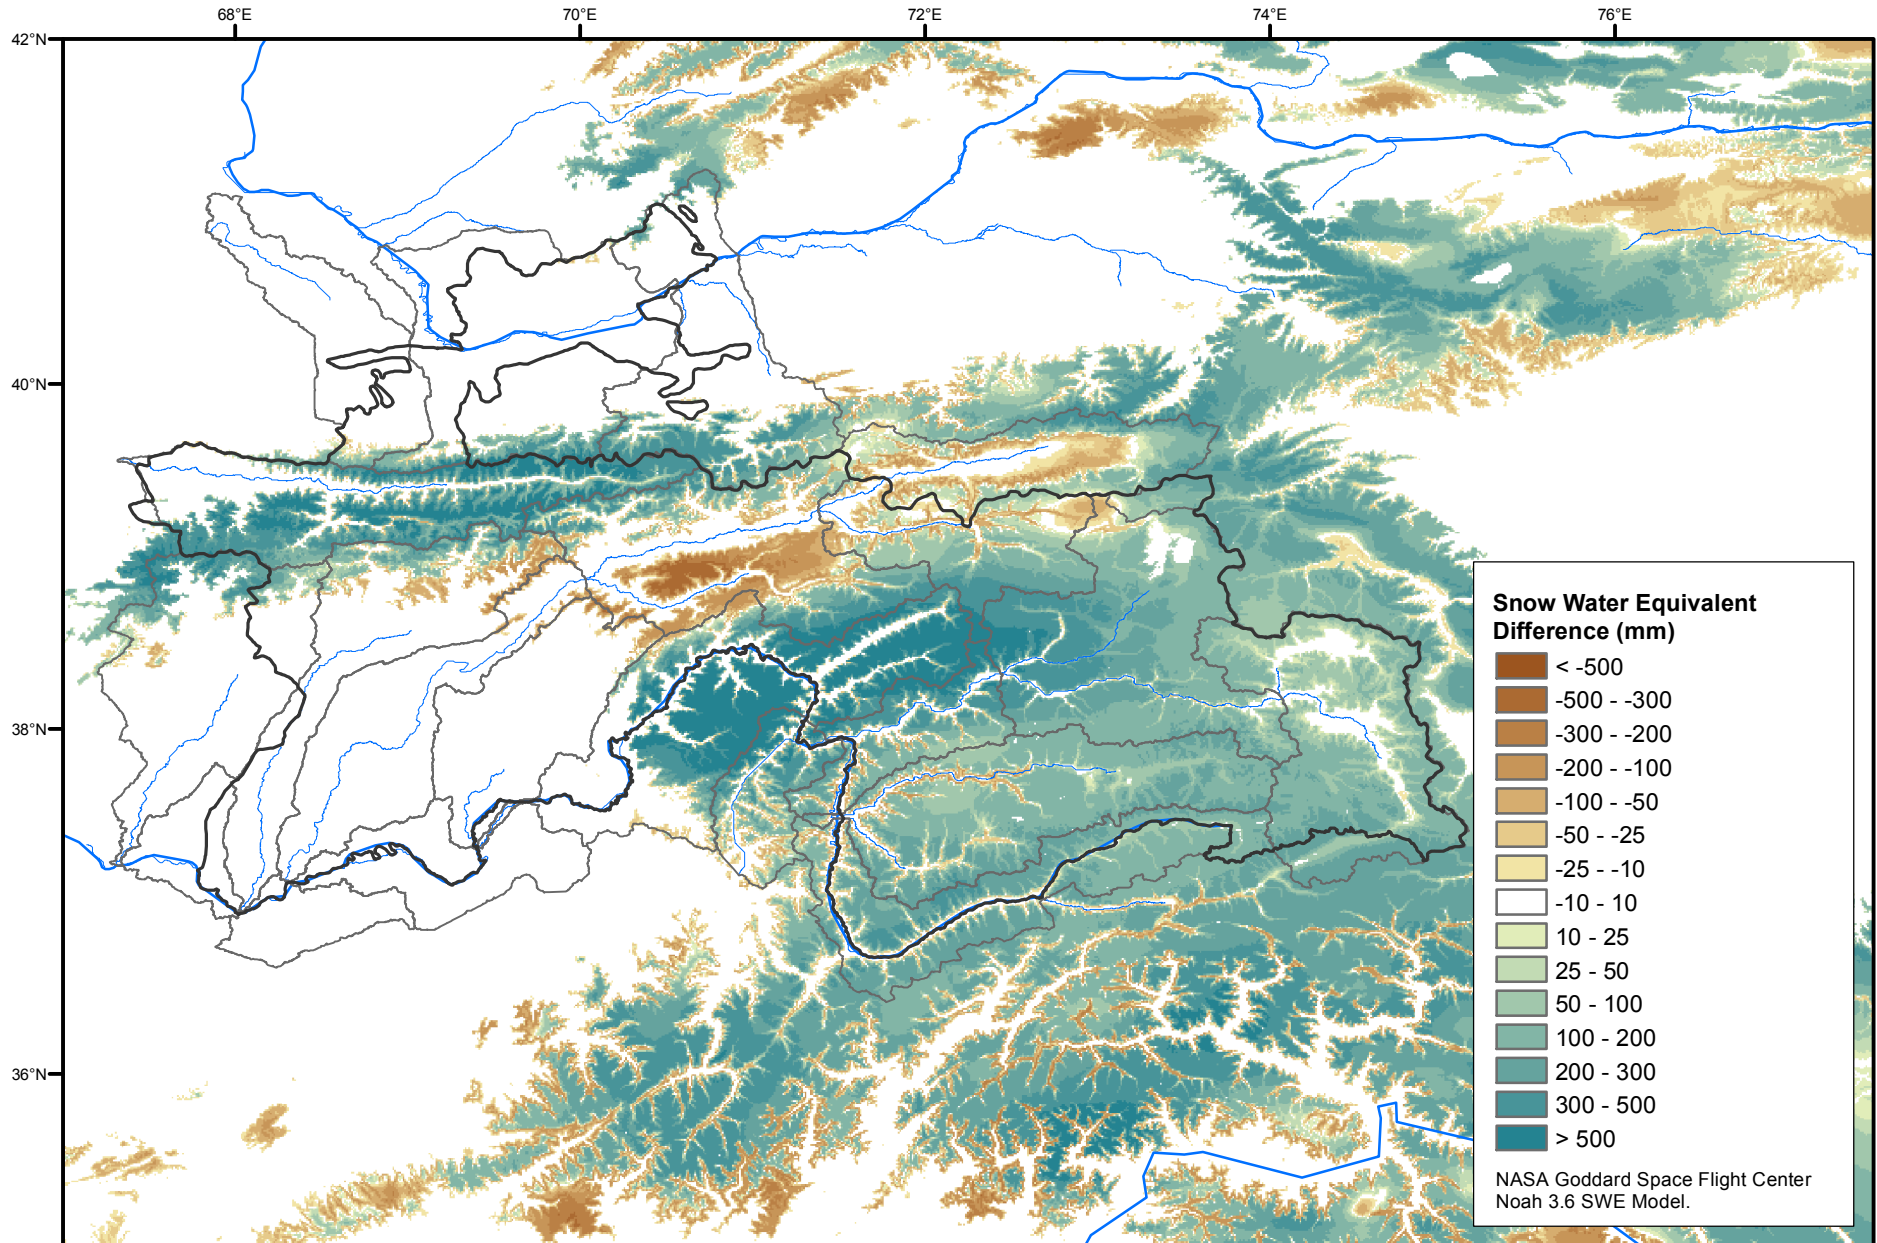 68°E 70°E 72°E 74°E 76°E
42°N
40°N
38°N
36°N
Snow Water Equivalent
Difference (mm)
< -500
-500 - -300
-300 - -200
-200 - -100
-100 - -50
-50 - -25
-25 - -10
-10 - 10
10 - 25
25 - 50
50 - 100
100 - 200
200 - 300
300 - 500
> 500
NASA Goddard Space Flight Center
Noah 3.6 SWE Model.